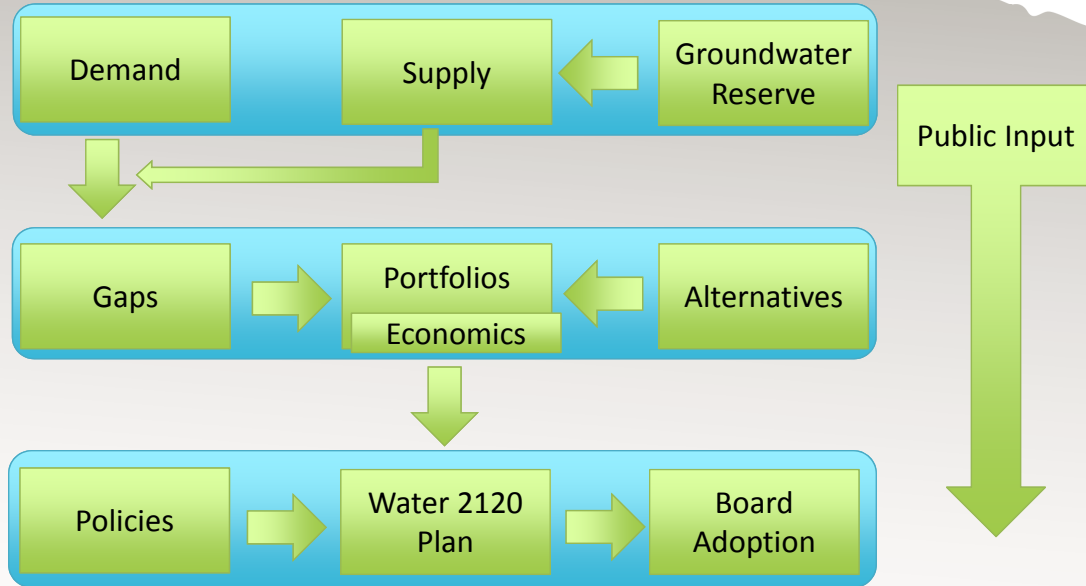 Demand
Supply
Groundwater
Reserve
Public Input
Gaps
Portfolios
Economics
Alternatives
Policies
Water 2120
Plan
Board
Adoption